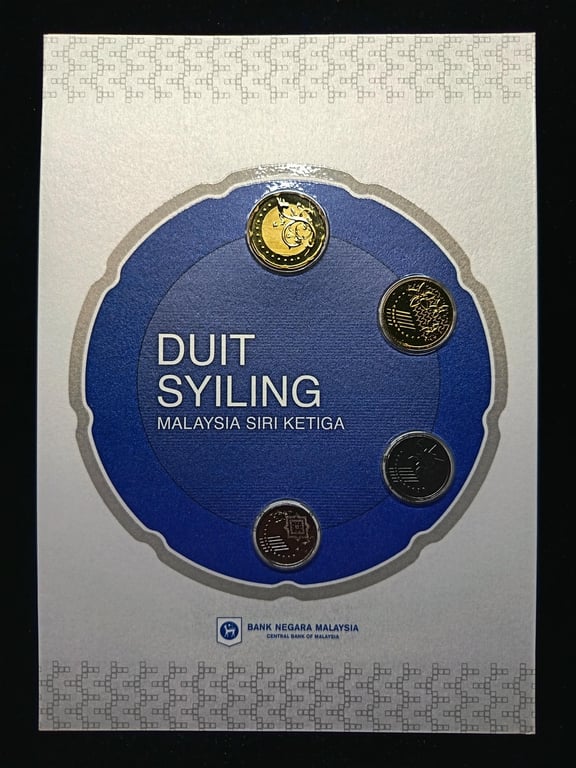 DUIT
SYILING
MALAYSIA SIRI KETIGA
BANK NEGARA MALAYSIA
CENTRAL BANK OF MALAYSIA